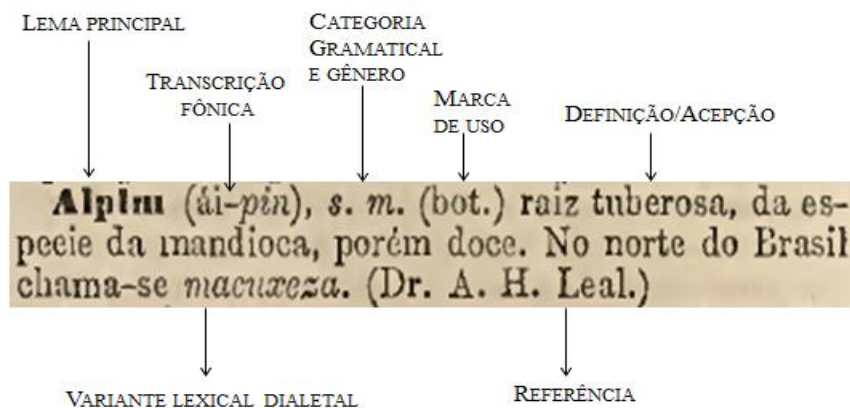 LEMA PRINCIPAL
CATEGORIA
GRAMATICAL
E GÊNERO
TRANSCRIÇÃO
FÔNICA
MARCA
DE USO
DEFINIÇÃO/ACEPÇÃO
Aipim (ái-pin), s. m. (bot.) raiz tuberosa, da es-
pecie da mandioca, porém doce. No norte do Brasil
chama-se macuxeza. (Dr. A. H. Leal.)
VARIANTE LEXICAL DIALETAL
REFERÊNCIA